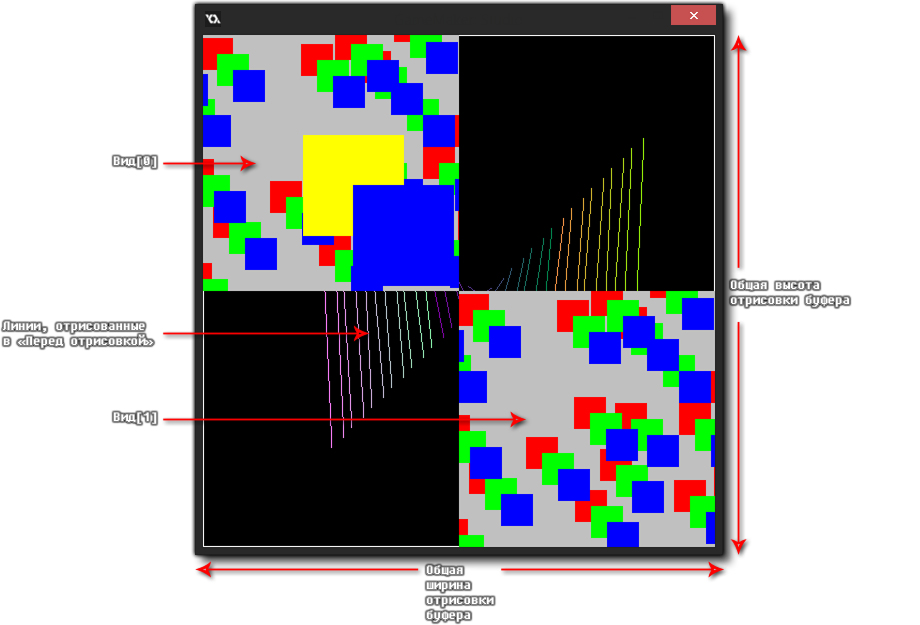 Вид[0]
Общая высота
отрисовки буфера
Линии, отрисованные
в «Перед отрисовкой»
Вид[1]
Общая
ширина
отрисовки
буфера